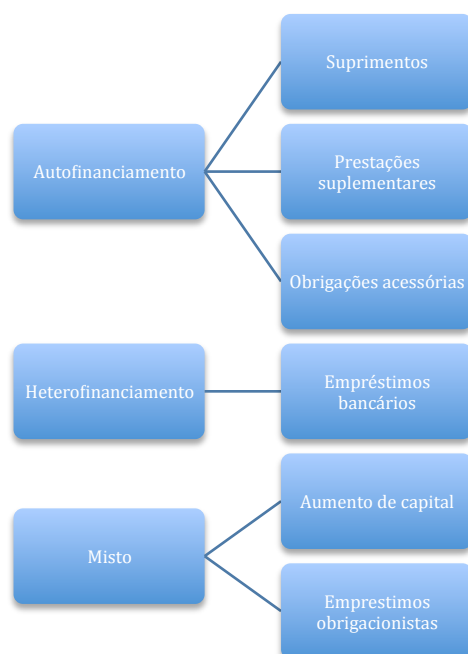 Autofinanciamento
Suprimentos
Prestações
suplementares
Obrigações acessórias
Heterofinanciamento
Empréstimos
bancários
Misto
Aumento de capital
Emprestimos
obrigacionistas